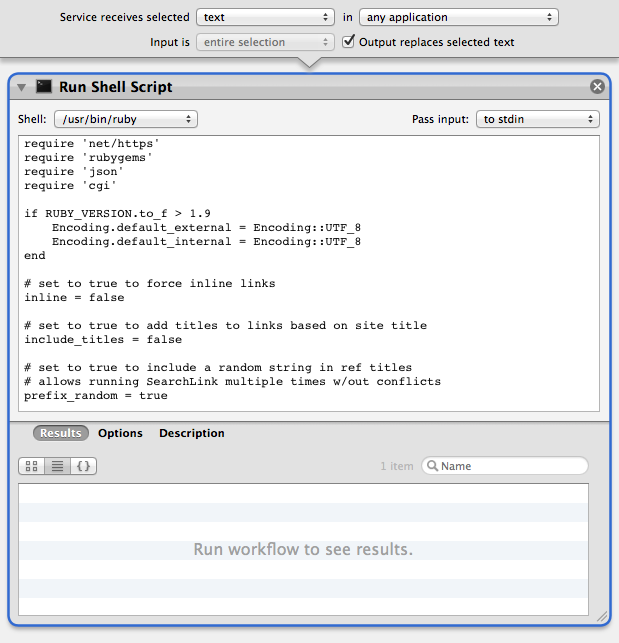 Service receives selected text in any application
Input is entire selection Output replaces selected text
Run Shell Script
Shell: /usr/bin/ruby Pass input: to stdin
require 'net/https'
require 'rubygems'
require 'json'
require 'cgi'
if RUBY_VERSION.to_f > 1.9
    Encoding.default_external = Encoding::UTF_8
    Encoding.default_internal = Encoding::UTF_8
end
# set to true to force inline links
inline = false
# set to true to add titles to links based on site title
include_titles = false
# set to true to include a random string in ref titles
# allows running SearchLink multiple times w/out conflicts
prefix_random = true
Results Options Description
{} 1 item Name
Run workflow to see results.